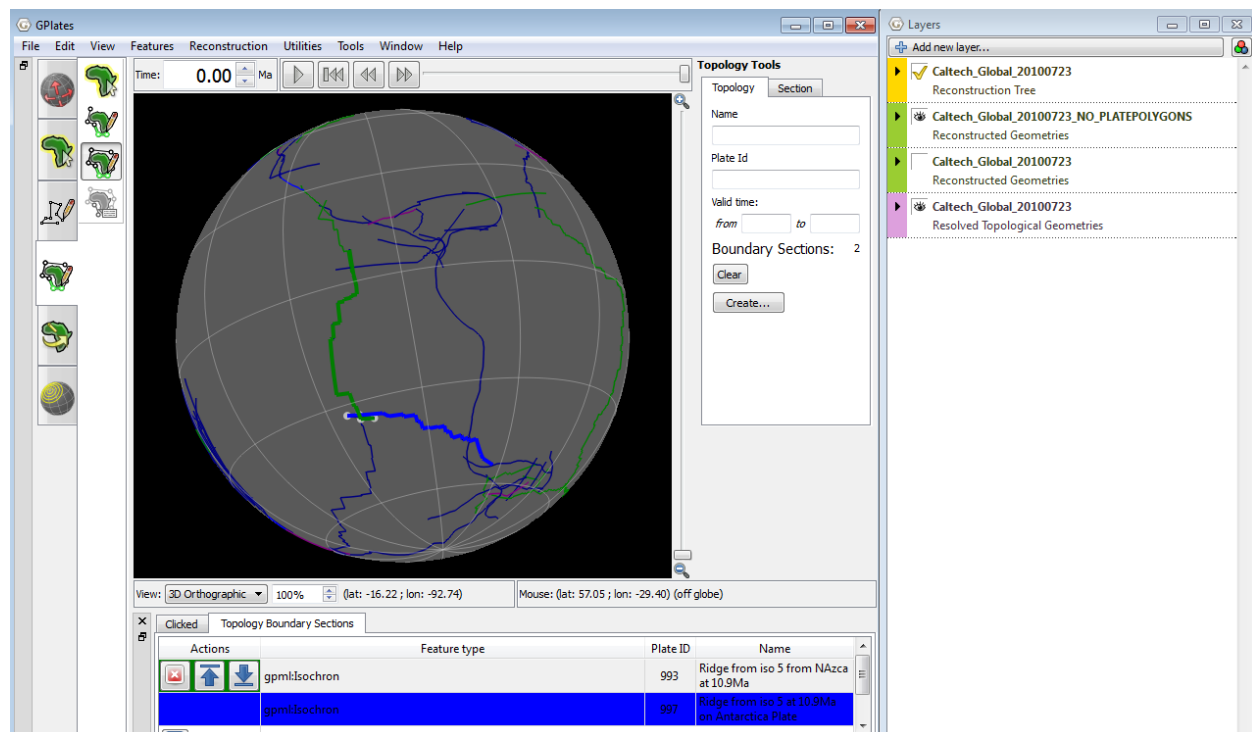 GPlates
File Edit View Features Reconstruction Utilities Tools Window Help
Time: 0.00 Ma
Topology Tools
Topology Section
Name
Plate Id
Valid time:
from to
Boundary Sections: 2
Clear
Create...
View: 3D Orthographic 100% (lat: -16.22 ; lon: -92.74) Mouse: (lat: 57.05 ; lon: -29.40) (off globe)
Clicked Topology Boundary Sections
Actions Feature type Plate ID Name
gpml:Isochron 993 Ridge from iso 5 from NAzca
at 10.9Ma
gpml:Isochron 997 Ridge from iso 5 at 10.9Ma
on Antarctica Plate
Layers
Add new layer...
Caltech_Global_20100723
Reconstruction Tree
Caltech_Global_20100723_NO_PLATEPOLYGONS
Reconstructed Geometries
Caltech_Global_20100723
Reconstructed Geometries
Caltech_Global_20100723
Resolved Topological Geometries